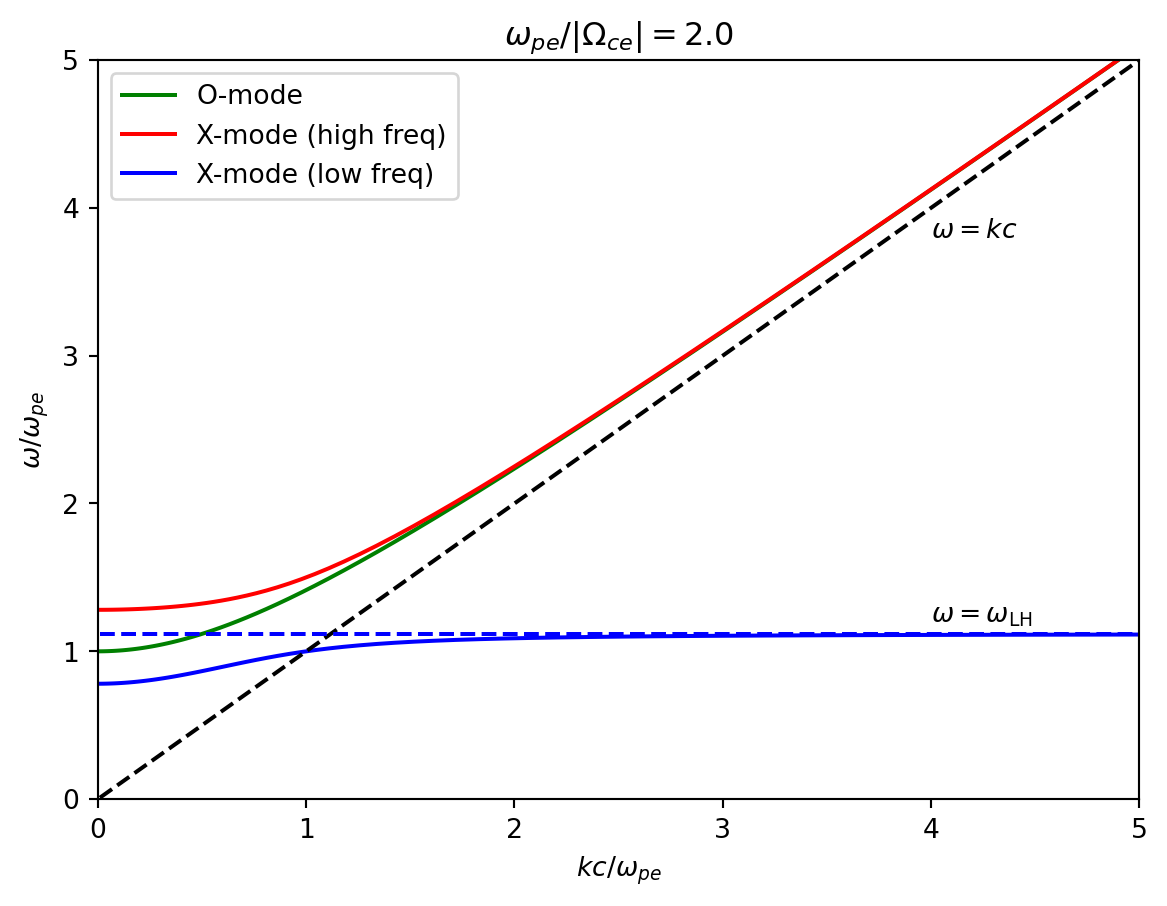 ω_pe/|Ω_ce| = 2.0
5
4
3
2
1
0
ω/ω_pe
O-mode
X-mode (high freq)
X-mode (low freq)
ω = kc
ω = ω_LH
0 1 2 3 4 5
kc/ω_pe